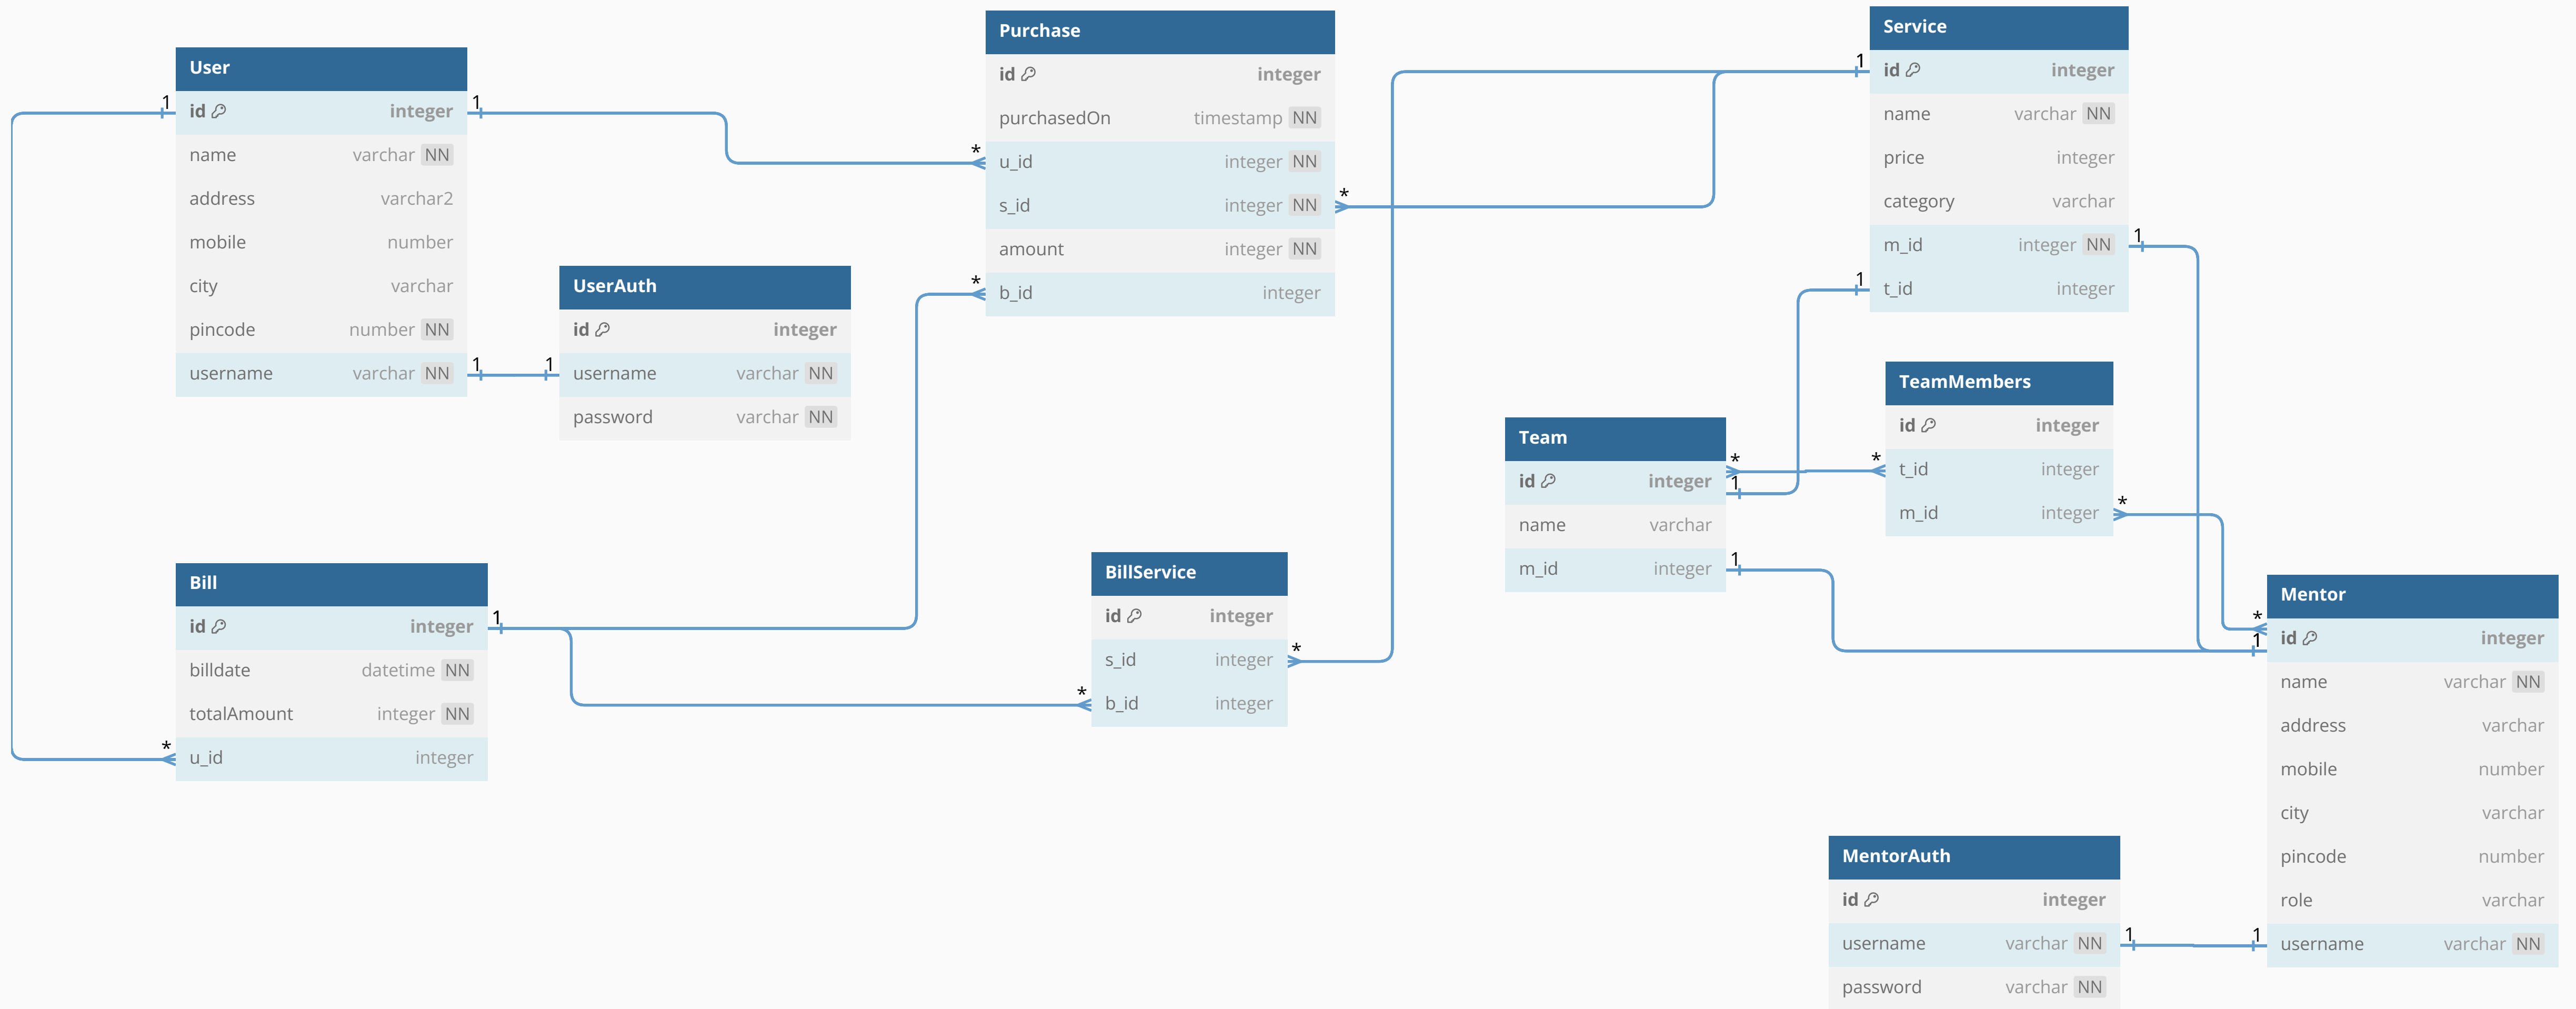 User
id integer
name varchar NN
address varchar2
mobile number
city varchar
pincode number NN
username varchar NN
1
1
1
UserAuth
id integer
username varchar NN
password varchar NN
1
Purchase
id integer
purchasedOn timestamp NN
u_id integer NN
s_id integer NN
amount integer NN
b_id integer
*
*
*
Service
id integer
name varchar NN
price integer
category varchar
m_id integer NN
t_id integer
1
1
1
TeamMembers
id integer
t_id integer
m_id integer
*
*
Team
id integer
name varchar
m_id integer
*
1
1
Bill
id integer
billdate datetime NN
totalAmount integer NN
u_id integer
1
*
BillService
id integer
s_id integer
b_id integer
*
*
Mentor
id integer
name varchar NN
address varchar
mobile number
city varchar
pincode number
role varchar
username varchar NN
*
1
1
MentorAuth
id integer
username varchar NN
password varchar NN
1